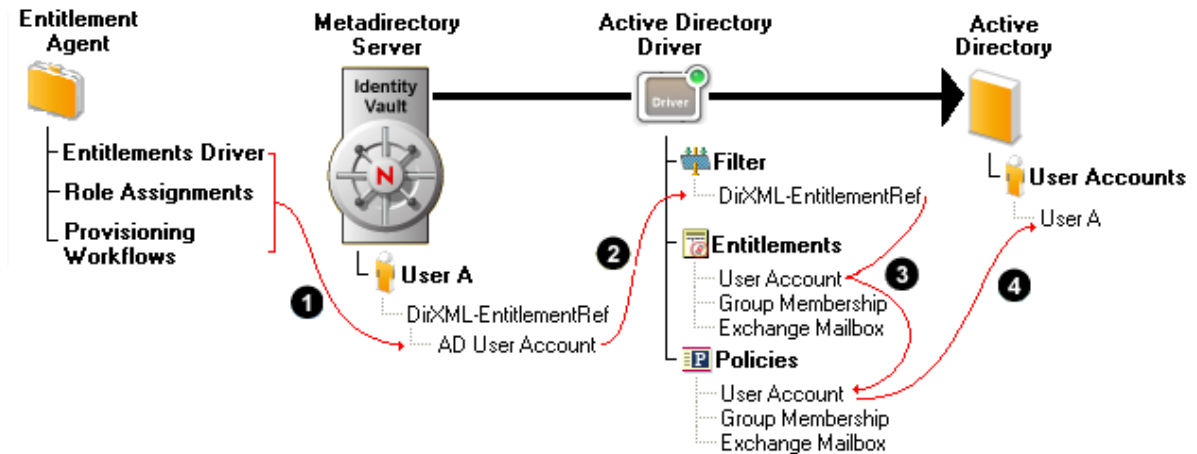 Entitlement
Agent
Entitlements Driver
Role Assignments
Provisioning
Workflows
1
Metadirectory
Server
Identity
Vault
N
User A
DirXML-EntitlementRef
AD User Account
2
Active Directory
Driver
Driver
Filter
DirXML-EntitlementRef
Entitlements
User Account
Group Membership
Exchange Mailbox
3
Policies
User Account
Group Membership
Exchange Mailbox
4
Active
Directory
User Accounts
User A